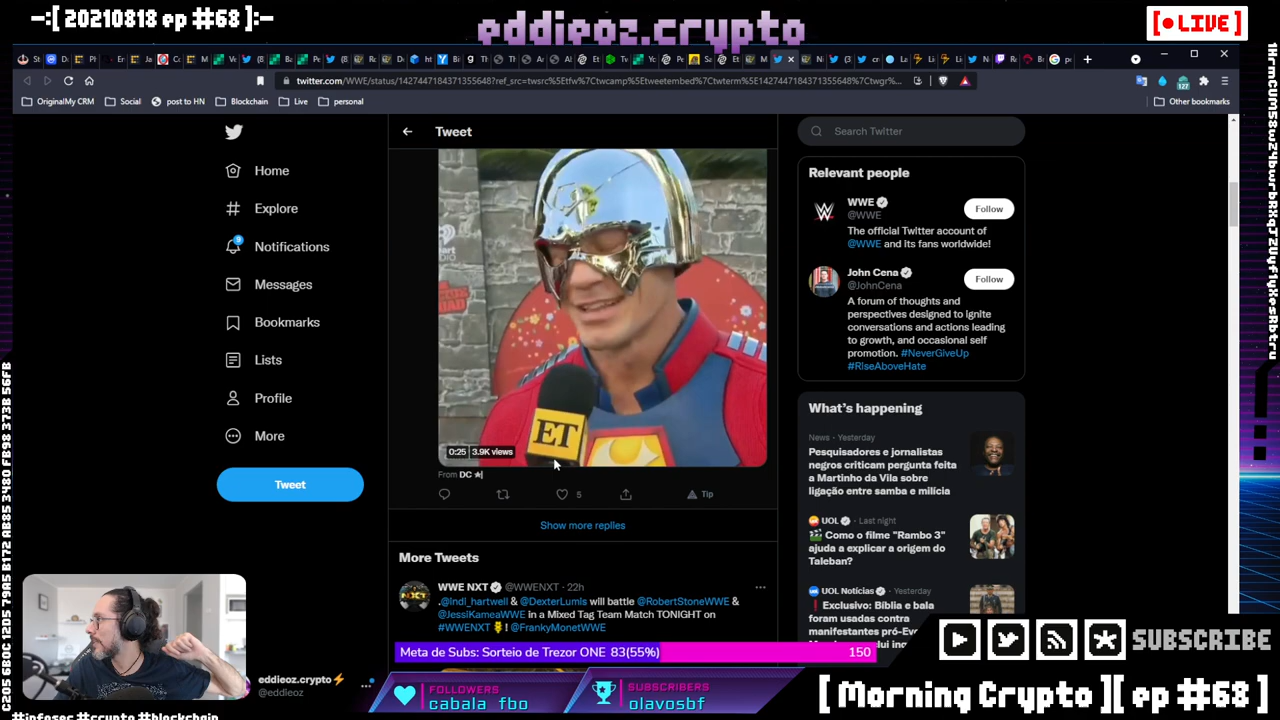 -:[ 20210818 ep #68 ]:-
eddieoz.crypto
[ LIVE ]
twitter.com/WWE/status/1427447184371355648?ref_src=twsrc%5Etfw%7Ctwcamp%5Etweetembed%7Ctwterm%5E1427447184371355648%7Ctwgr%...
OriginalMy CRM
Social
post to HN
Blockchain
Live
personal
Other bookmarks
Tweet
Search Twitter
Home
Explore
9
Notifications
Messages
Bookmarks
Lists
Profile
More
Tweet
ET
0:25 | 3.9K views
From DC
5
Tip
Show more replies
More Tweets
WWE NXT @WWENXT · 22h
.@indi_hartwell & @DexterLumis will battle @RobertStoneWWE &
@JessiKameaWWE in a Mixed Tag Team Match TONIGHT on
#WWENXT ! @FrankyMonetWWE
Relevant people
WWE
@WWE
Follow
The official Twitter account of
@WWE and its fans worldwide!
John Cena
@JohnCena
Follow
A forum of thoughts and
perspectives designed to ignite
conversations and actions leading
to growth, and occasional self
promotion. #NeverGiveUp
#RiseAboveHate
What's happening
News · Yesterday
Pesquisadores e jornalistas
negros criticam pergunta feita
a Martinho da Vila sobre
ligação entre samba e milícia
UOL · Last night
Como o filme "Rambo 3"
ajuda a explicar a origem do
Taleban?
UOL Notícias · Yesterday
Exclusivo: Bíblia e bala
foram usadas contra
manifestantes
Meta de Subs: Sorteio de Trezor ONE 83(55%)
150
SUBSCRIBE
eddieoz.crypto
@eddieoz
FOLLOWERS
cabala_fbo
SUBSCRIBERS
olavosbf
[ Morning Crypto ][ ep #68 ]
#infosec #crypto #blockchain